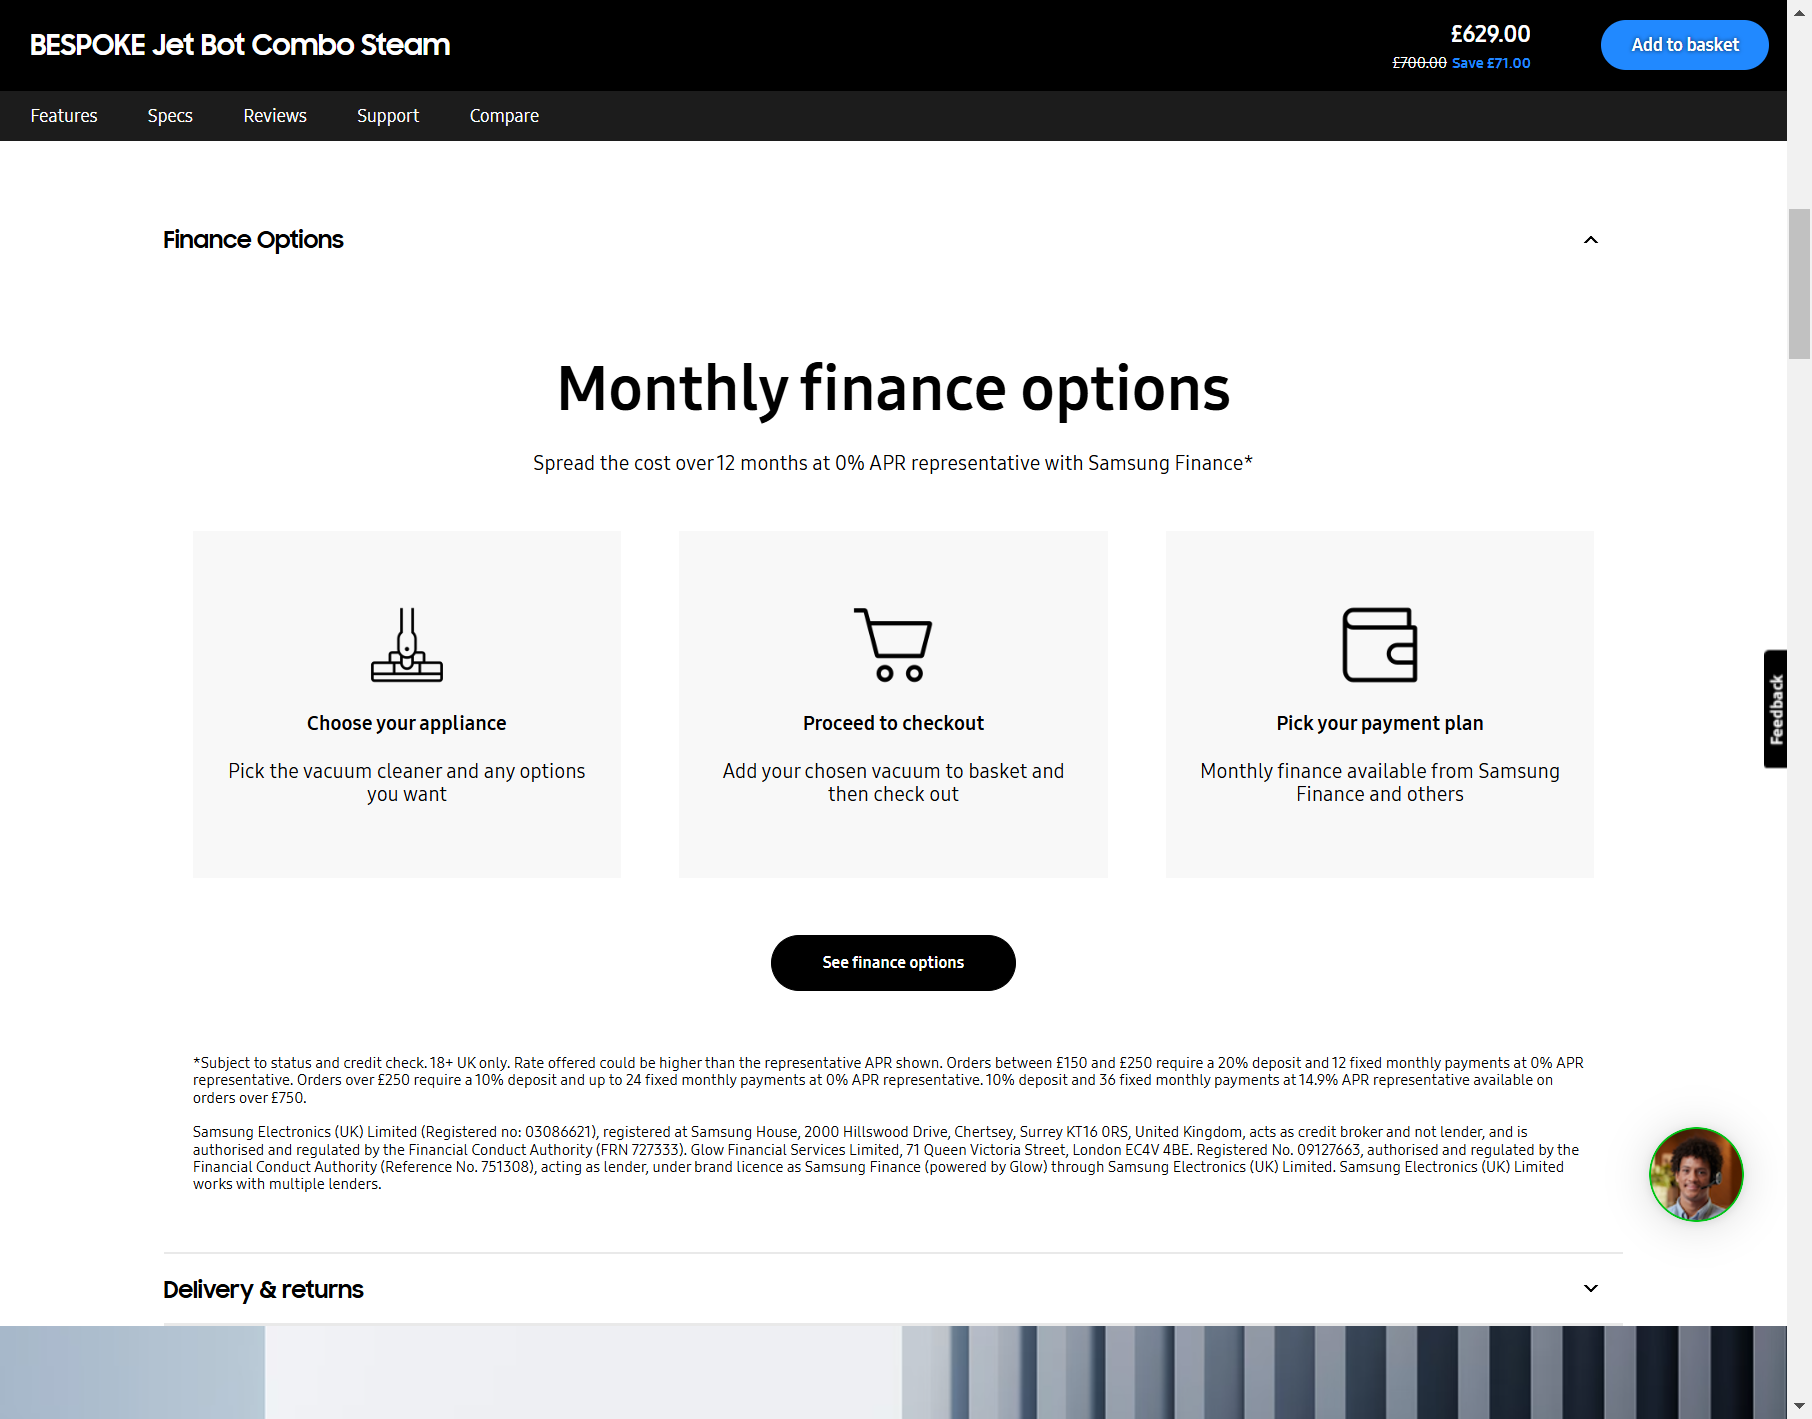 BESPOKE Jet Bot Combo Steam
£629.00
£700.00 Save £71.00
Add to basket
Features Specs Reviews Support Compare
Finance Options
Monthly finance options
Spread the cost over 12 months at 0% APR representative with Samsung Finance*
Choose your appliance
Pick the vacuum cleaner and any options
you want
Proceed to checkout
Add your chosen vacuum to basket and
then check out
Pick your payment plan
Monthly finance available from Samsung
Finance and others
Feedback
See finance options
*Subject to status and credit check. 18+ UK only. Rate offered could be higher than the representative APR shown. Orders between £150 and £250 require a 20% deposit and 12 fixed monthly payments at 0% APR
representative. Orders over £250 require a 10% deposit and up to 24 fixed monthly payments at 0% APR representative. 10% deposit and 36 fixed monthly payments at 14.9% APR representative available on
orders over £750.
Samsung Electronics (UK) Limited (Registered no: 03086621), registered at Samsung House, 2000 Hillswood Drive, Chertsey, Surrey KT16 0RS, United Kingdom, acts as credit broker and not lender, and is
authorised and regulated by the Financial Conduct Authority (FRN 727333). Glow Financial Services Limited, 71 Queen Victoria Street, London EC4V 4BE. Registered No. 09127663, authorised and regulated by the
Financial Conduct Authority (Reference No. 751308), acting as lender, under brand licence as Samsung Finance (powered by Glow) through Samsung Electronics (UK) Limited. Samsung Electronics (UK) Limited
works with multiple lenders.
Delivery & returns